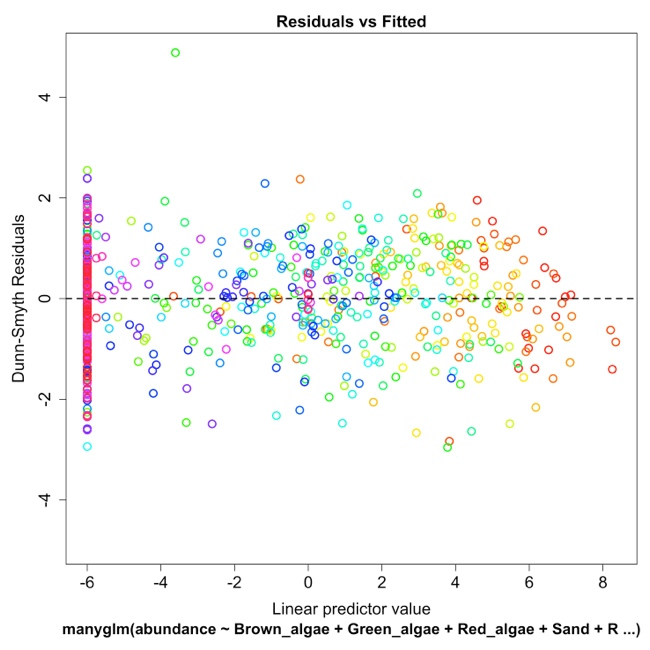 Residuals vs Fitted
4
2
0
-2
-4
Dunn-Smyth Residuals
-6 -4 -2 0 2 4 6 8
Linear predictor value
manyglm(abundance ~ Brown_algae + Green_algae + Red_algae + Sand + R ...)